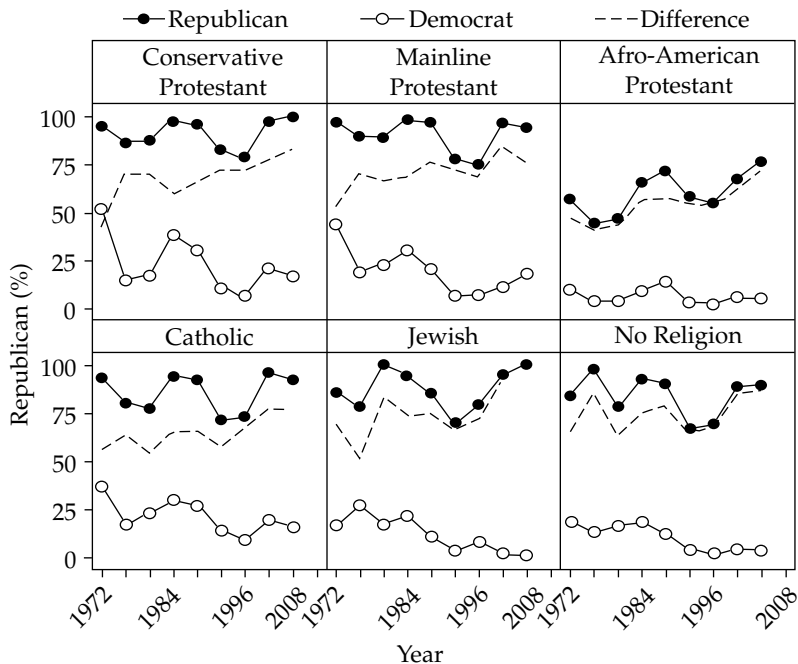 Republican Democrat Difference
Conservative
Protestant
Mainline
Protestant
Afro-American
Protestant
100
75
50
25
0
Catholic
Jewish
No Religion
100
75
50
25
0
Republican (%)
1972 1984 1996 2008 1972 1984 1996 2008 1972 1984 1996 2008
Year